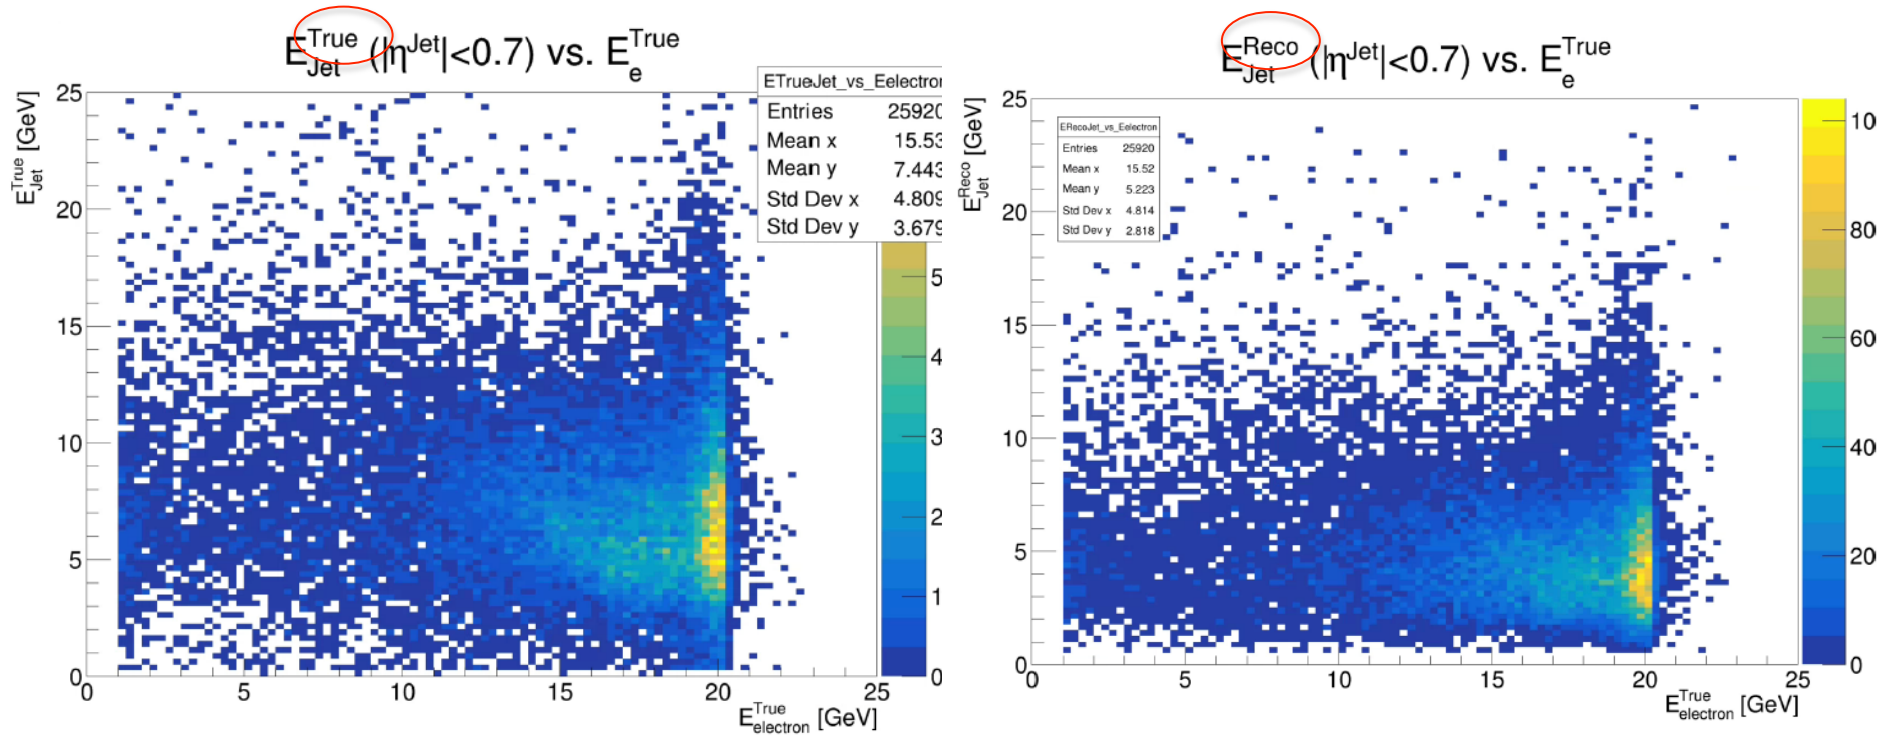 E_Jet^True (|η^Jet|<0.7) vs. E_e^True
ETrueJet_vs_Eelectron
Entries 25920
Mean x 15.53
Mean y 7.443
Std Dev x 4.809
Std Dev y 3.679
E_Jet^True [GeV]
25
20
15
10
5
0
0 5 10 15 20 25
E_electron^True [GeV]
5
4
3
2
1
0
E_Jet^Reco (|η^Jet|<0.7) vs. E_e^True
ERecoJet_vs_Eelectron
Entries 25920
Mean x 15.52
Mean y 5.223
Std Dev x 4.814
Std Dev y 2.818
E_Jet^Reco [GeV]
25
20
15
10
5
0
0 5 10 15 20 25
E_electron^True [GeV]
10
80
60
40
20
0